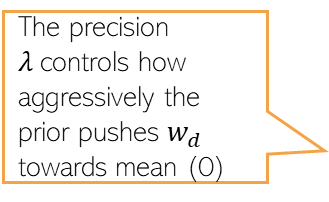 The precision
λ controls how
aggressively the
prior pushes w_d
towards mean (0)